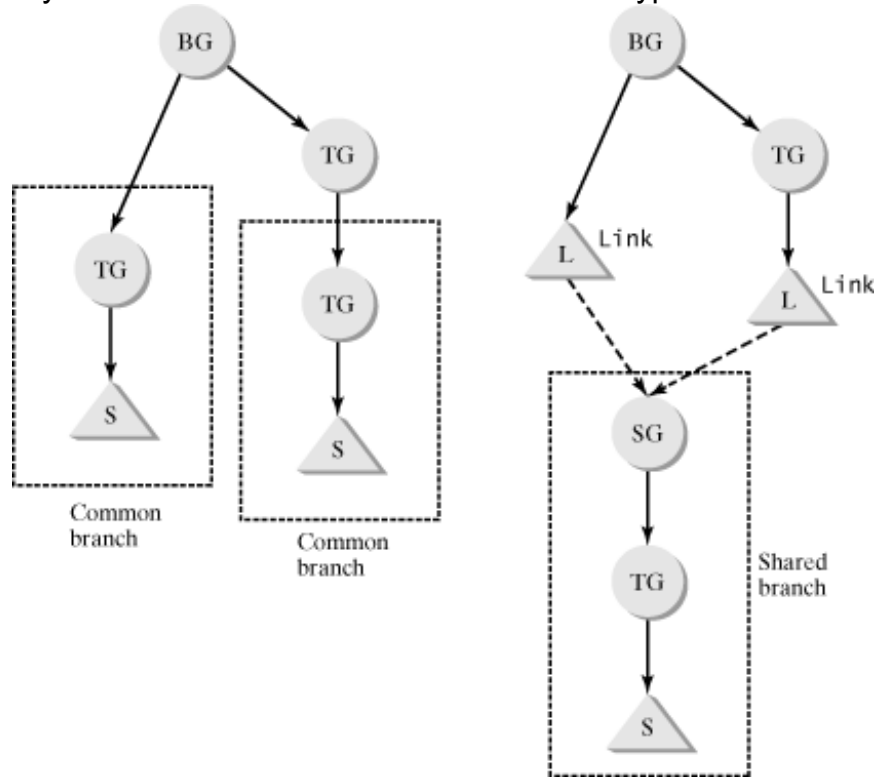 BG
TG
TG
TG
S
S
Common
branch
Common
branch
BG
TG
L
Link
L
Link
SG
TG
S
Shared
branch